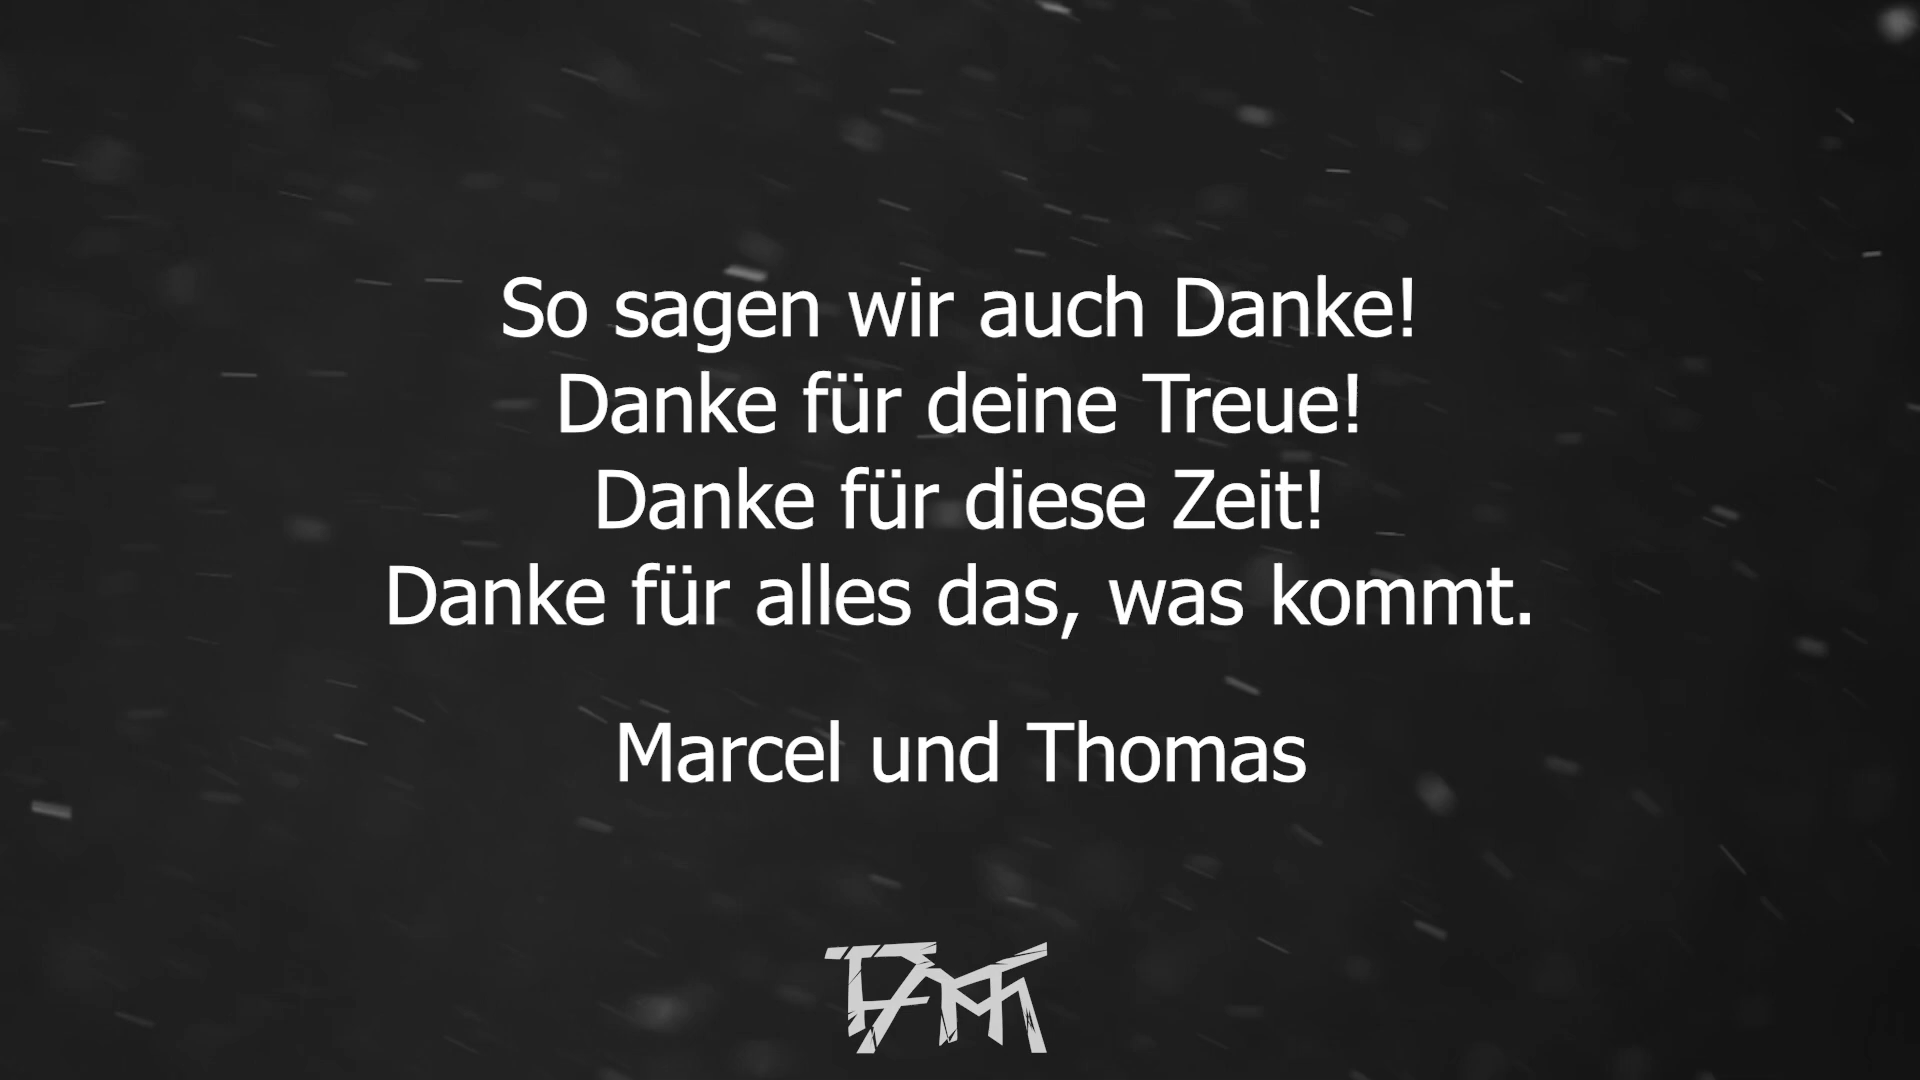 So sagen wir auch Danke!
Danke für deine Treue!
Danke für diese Zeit!
Danke für alles das, was kommt.
Marcel und Thomas